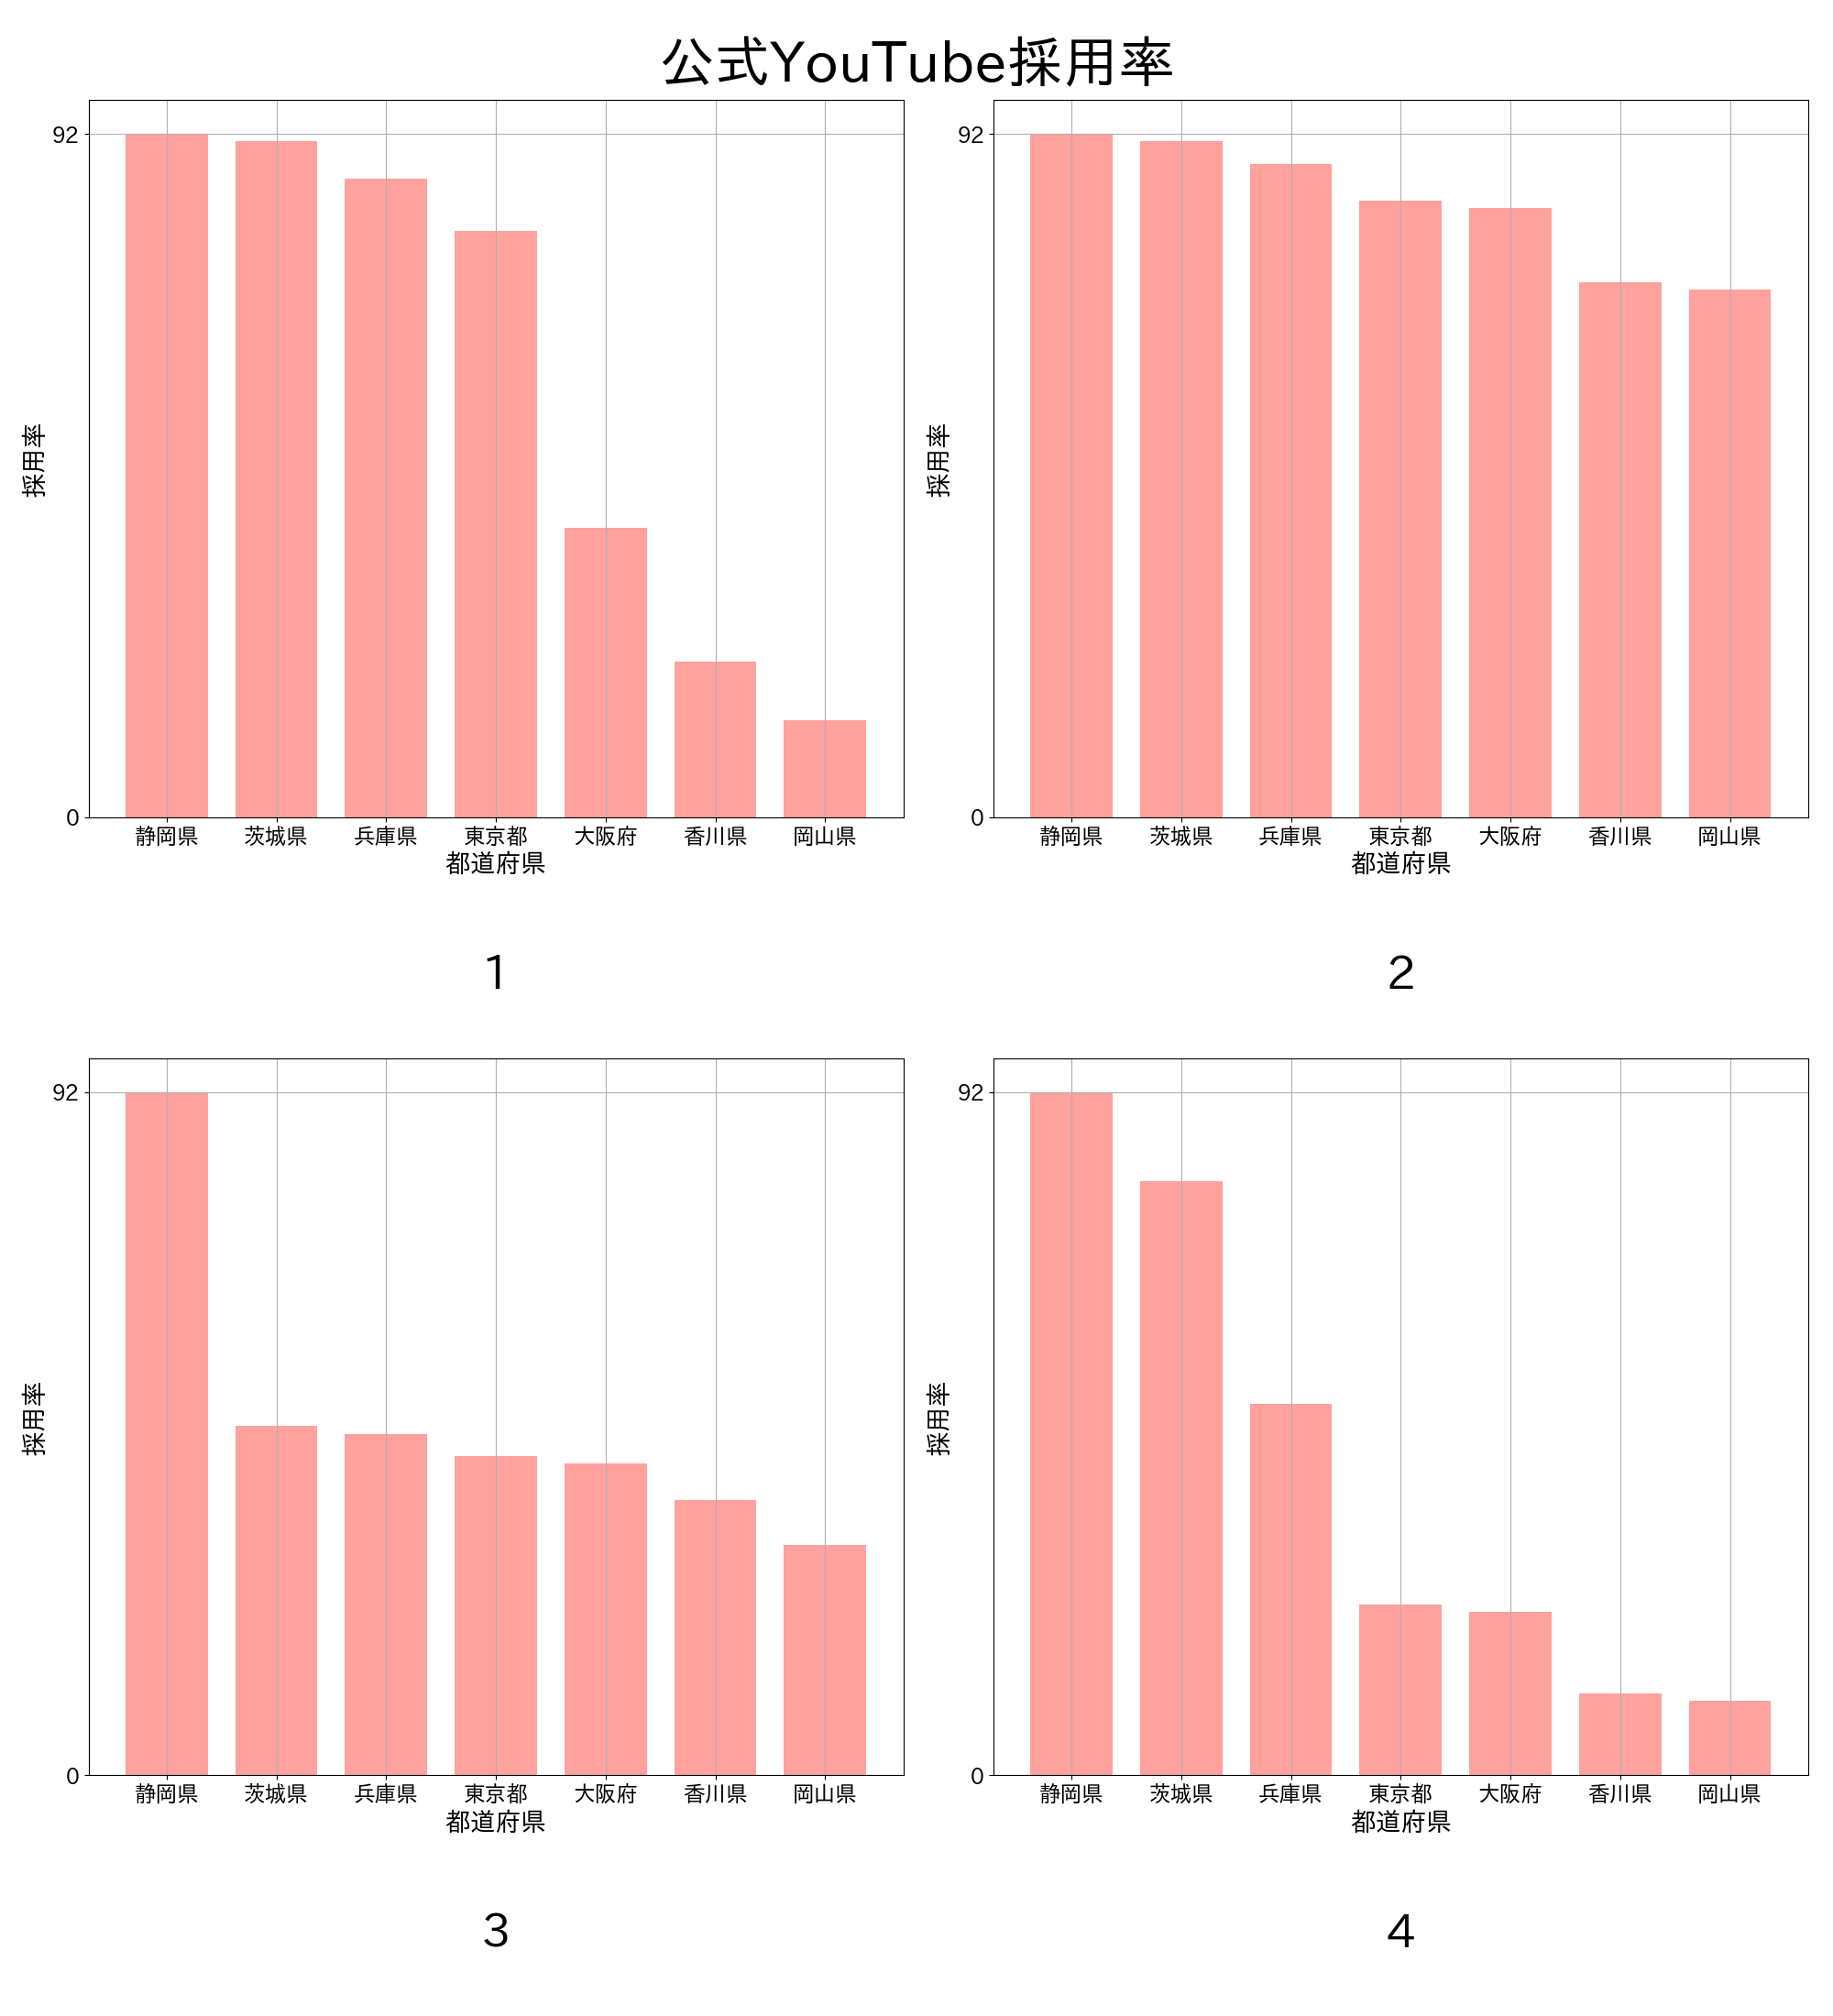 公式YouTube採用率
92
0
採用率
静岡県 茨城県 兵庫県 東京都 大阪府 香川県 岡山県
都道府県
1
92
0
採用率
静岡県 茨城県 兵庫県 東京都 大阪府 香川県 岡山県
都道府県
2
92
0
採用率
静岡県 茨城県 兵庫県 東京都 大阪府 香川県 岡山県
都道府県
3
92
0
採用率
静岡県 茨城県 兵庫県 東京都 大阪府 香川県 岡山県
都道府県
4